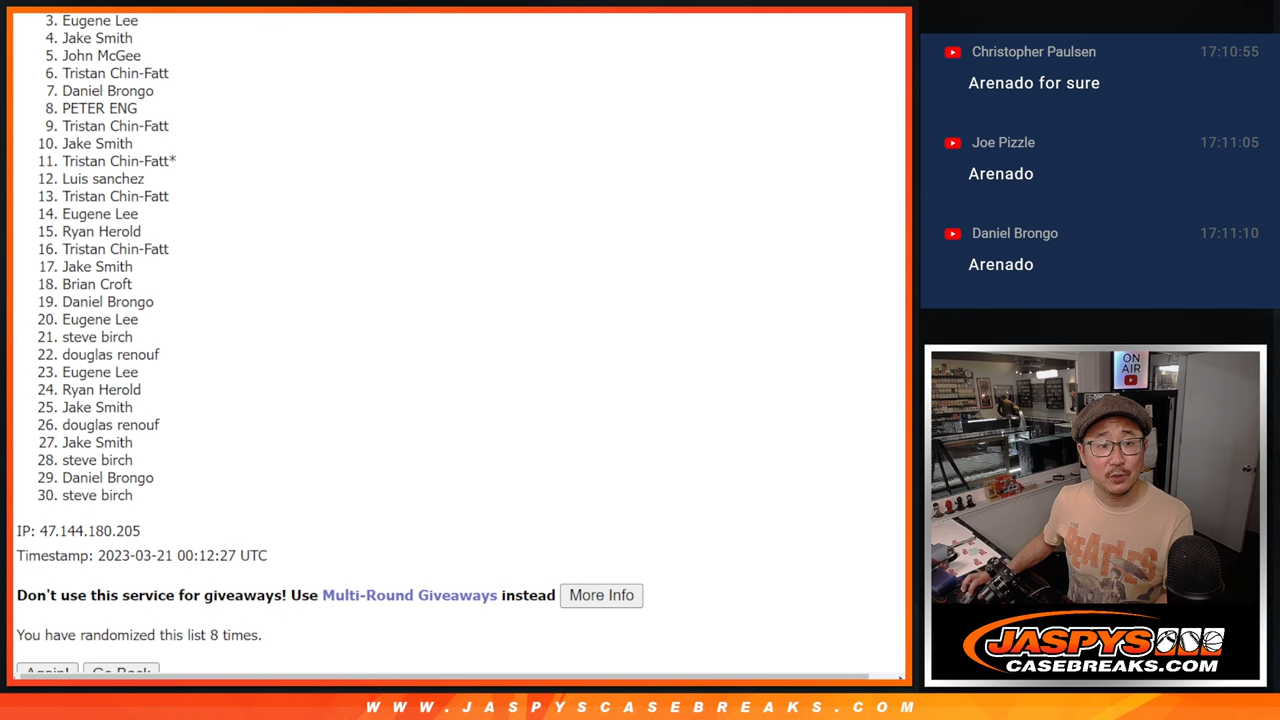 3. Eugene Lee
4. Jake Smith
5. John McGee
6. Tristan Chin-Fatt
7. Daniel Brongo
8. PETER ENG
9. Tristan Chin-Fatt
10. Jake Smith
11. Tristan Chin-Fatt*
12. Luis sanchez
13. Tristan Chin-Fatt
14. Eugene Lee
15. Ryan Herold
16. Tristan Chin-Fatt
17. Jake Smith
18. Brian Croft
19. Daniel Brongo
20. Eugene Lee
21. steve birch
22. douglas renouf
23. Eugene Lee
24. Ryan Herold
25. Jake Smith
26. douglas renouf
27. Jake Smith
28. steve birch
29. Daniel Brongo
30. steve birch
IP: 47.144.180.205
Timestamp: 2023-03-21 00:12:27 UTC
Don't use this service for giveaways! Use Multi-Round Giveaways instead More Info
You have randomized this list 8 times.
Again! Go Back
Christopher Paulsen 17:10:55
Arenado for sure
Joe Pizzle 17:11:05
Arenado
Daniel Brongo 17:11:10
Arenado
ON
AIR
BEATLES
JASPYS
CASEBREAKS.COM
WWW.JASPYSCASEBREAKS.COM